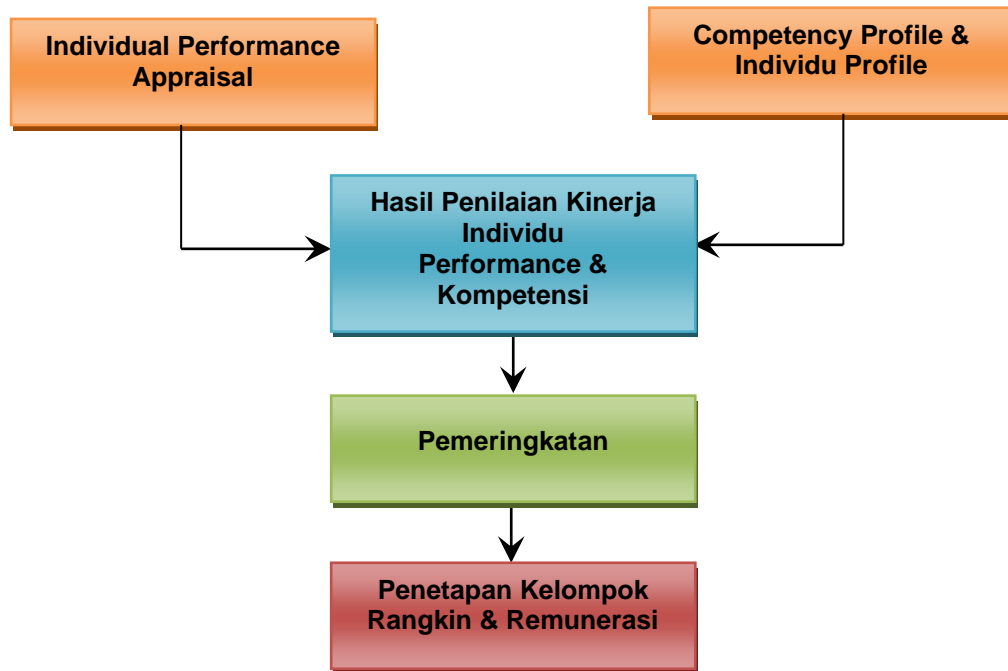 Individual Performance
Appraisal
Competency Profile &
Individu Profile
Hasil Penilaian Kinerja
Individu
Performance &
Kompetensi
Pemeringkatan
Penetapan Kelompok
Rangkin & Remunerasi